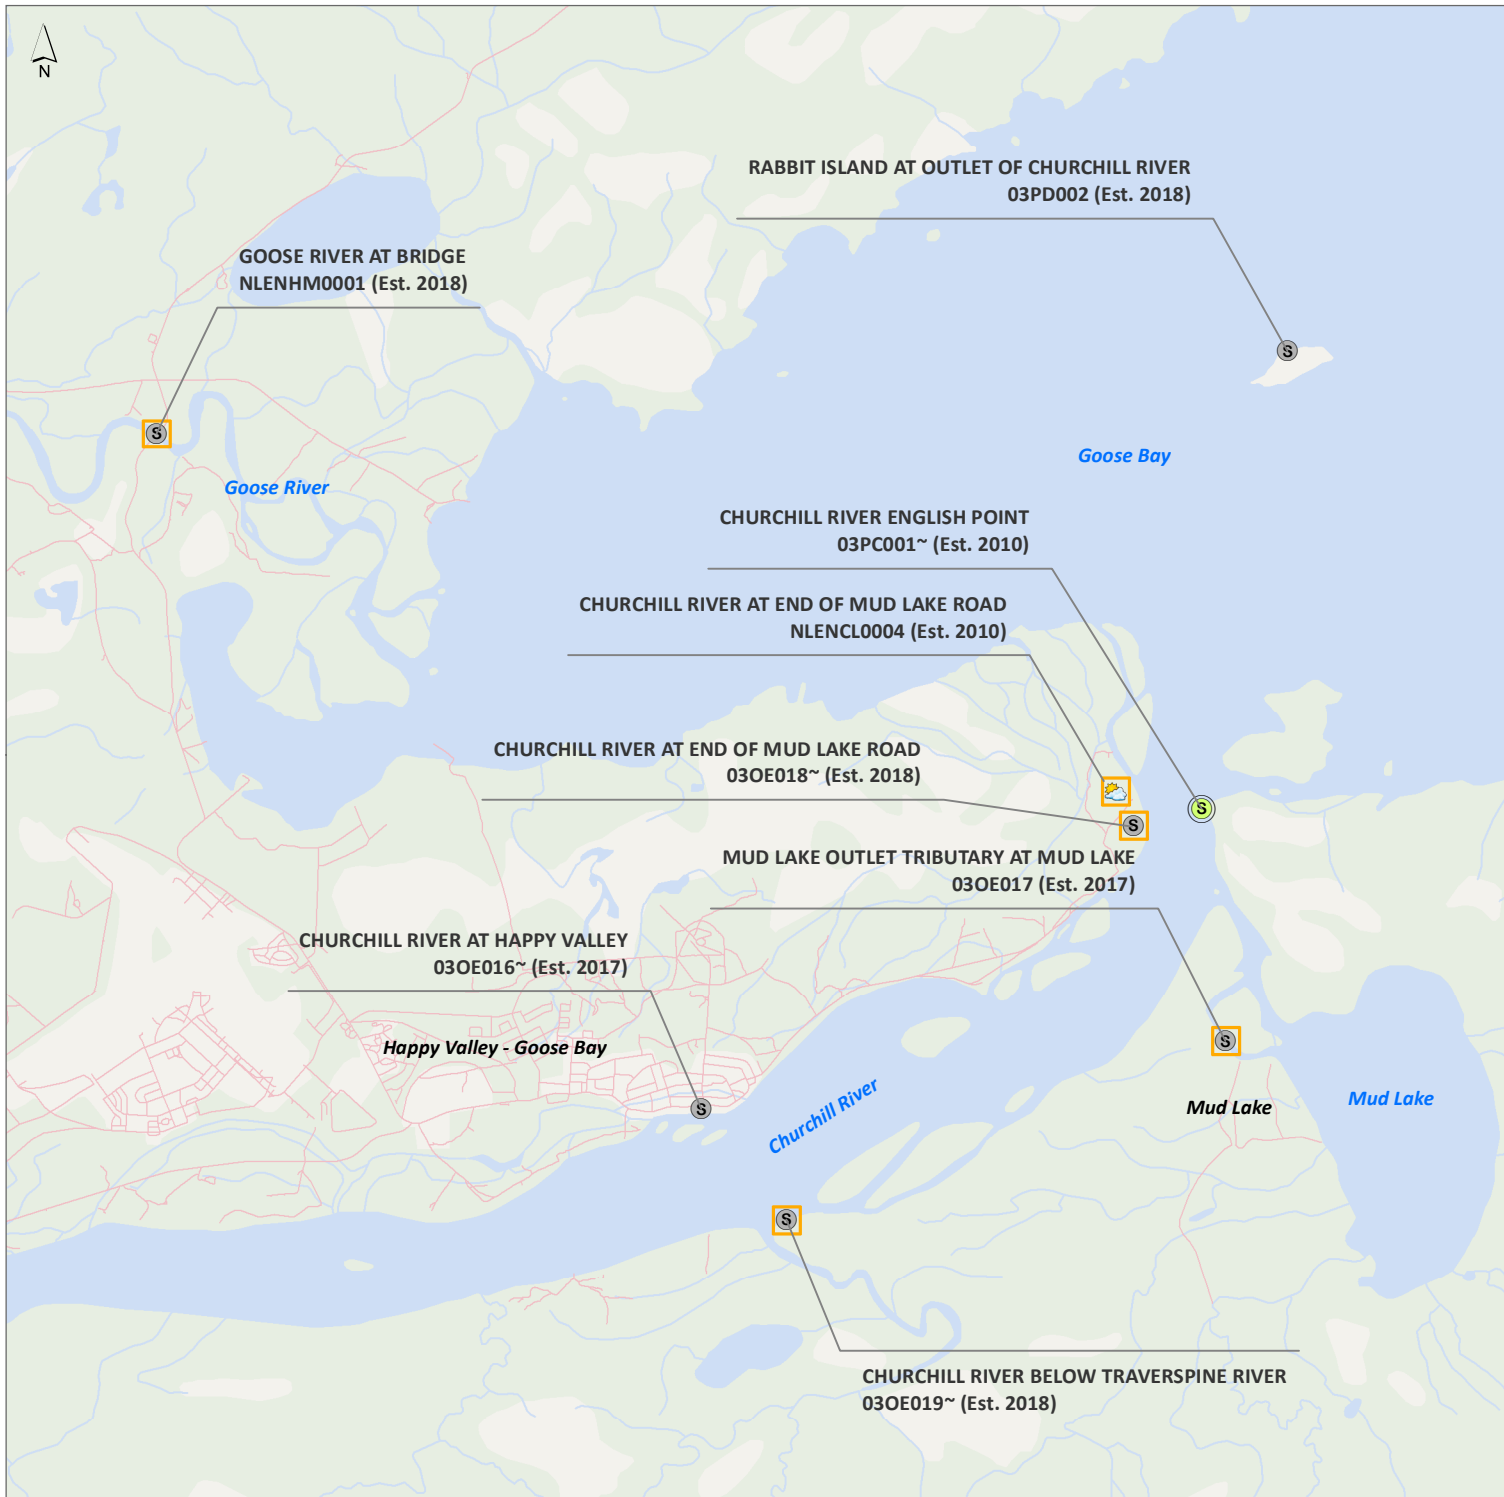 N
RABBIT ISLAND AT OUTLET OF CHURCHILL RIVER
03PD002 (Est. 2018)
GOOSE RIVER AT BRIDGE
NLENHM0001 (Est. 2018)
S
S
Goose Bay
Goose River
CHURCHILL RIVER ENGLISH POINT
03PC001~ (Est. 2010)
CHURCHILL RIVER AT END OF MUD LAKE ROAD
NLENCL0004 (Est. 2010)
CHURCHILL RIVER AT END OF MUD LAKE ROAD
03OE018~ (Est. 2018)
S
S
MUD LAKE OUTLET TRIBUTARY AT MUD LAKE
03OE017 (Est. 2017)
CHURCHILL RIVER AT HAPPY VALLEY
03OE016~ (Est. 2017)
S
Happy Valley - Goose Bay
Mud Lake
Mud Lake
S
Churchill River
S
CHURCHILL RIVER BELOW TRAVERSPINE RIVER
03OE019~ (Est. 2018)